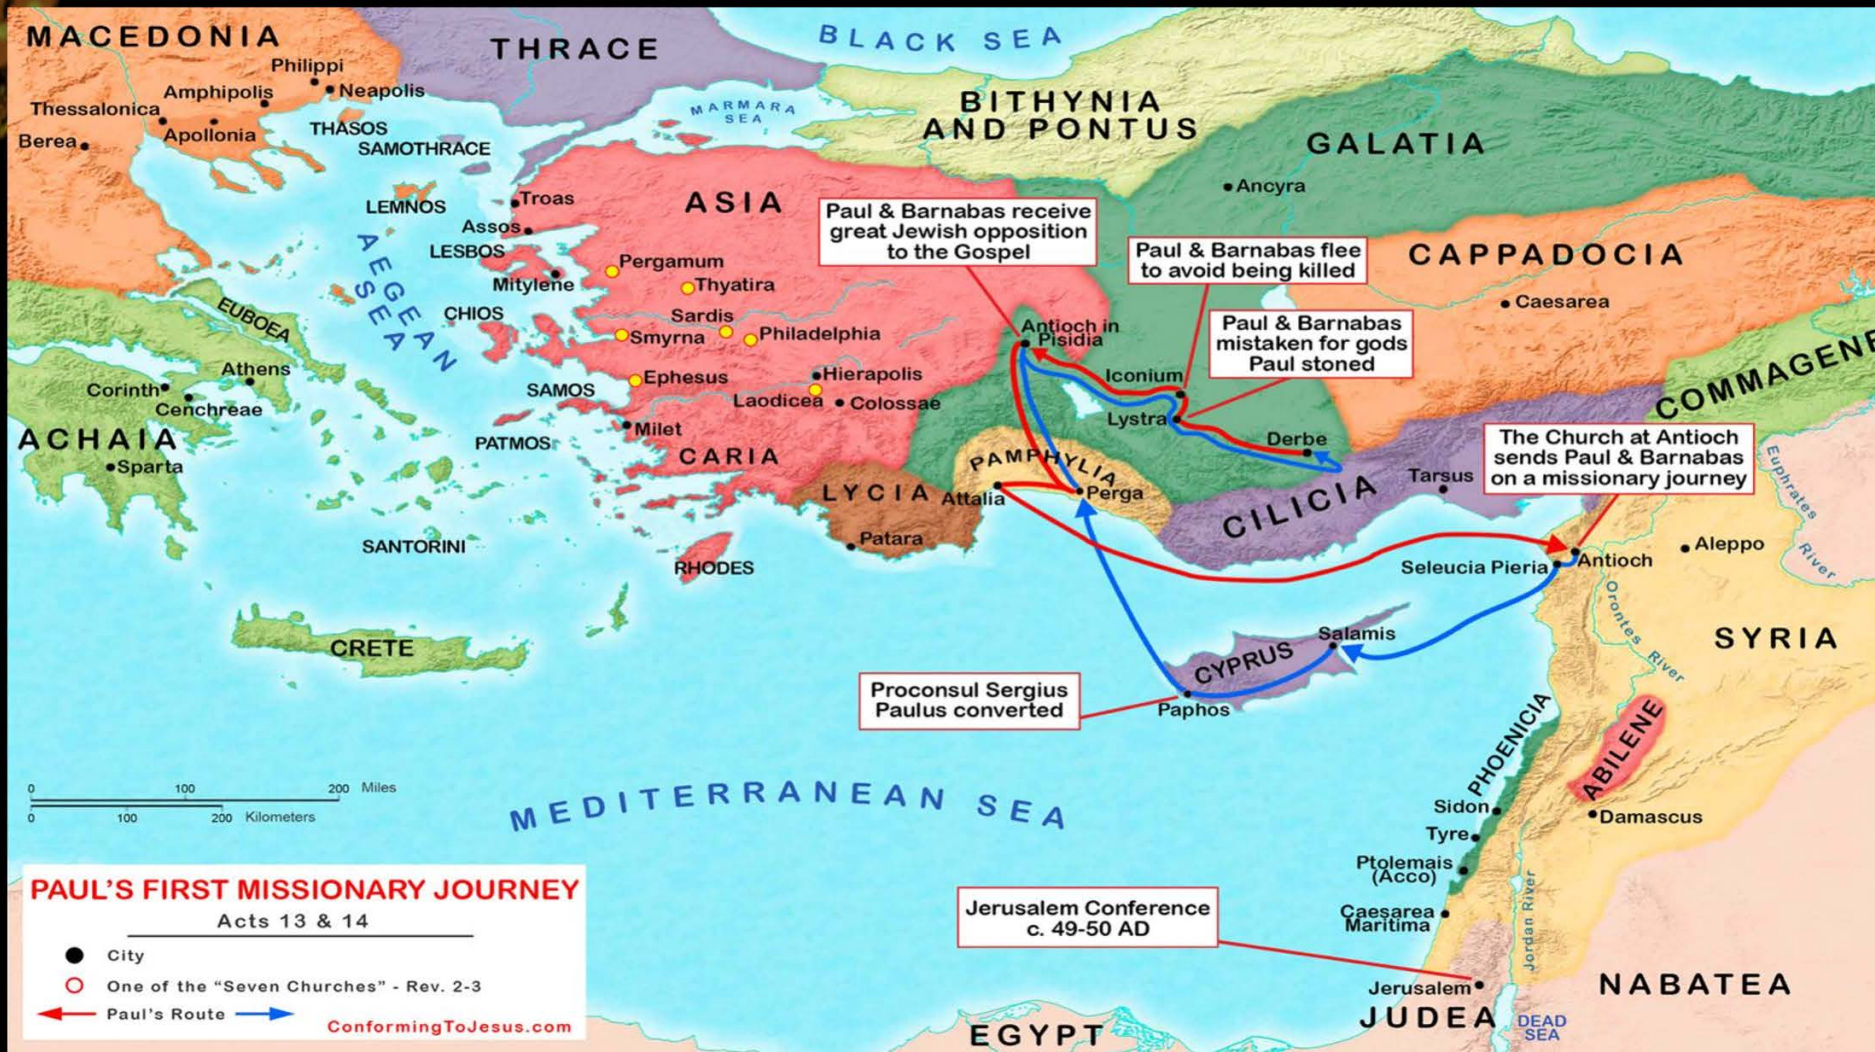 MACEDONIA
THRACE
BLACK SEA
Philippi
Neapolis
Amphipolis
Thessalonica
Apollonia
Berea
THASOS
SAMOTHRACE
MARMARA
SEA
BITHYNIA
AND PONTUS
GALATIA
Ancyra
LEMNOS
Troas
Assos
ASIA
LESBOS
Mitylene
AEGEAN
SEA
Pergamum
Thyatira
Paul & Barnabas receive
great Jewish opposition
to the Gospel
Paul & Barnabas flee
to avoid being killed
CAPPADOCIA
Caesarea
EUBOEA
CHIOS
Sardis
Smyrna
Philadelphia
Antioch in
Pisidia
Paul & Barnabas
mistaken for gods
Paul stoned
COMMAGENE
Athens
Corinth
Cenchreae
SAMOS
Ephesus
Hierapolis
Laodicea
Colossae
Iconium
Lystra
Derbe
ACHAIA
Sparta
PATMOS
Milet
CARIA
PAMPHYLIA
LYCIA
Attalia
Perga
CILICIA
Tarsus
The Church at Antioch
sends Paul & Barnabas
on a missionary journey
Euphrates
River
SANTORINI
RHODES
Patara
Seleucia Pieria
Antioch
Aleppo
Orontes
River
SYRIA
CRETE
Salamis
CYPRUS
Paphos
Proconsul Sergius
Paulus converted
PHOENICIA
ABILENE
Damascus
Sidon
Tyre
Ptolemais
(Acco)
Caesarea
Maritima
Jordan River
0 100 200 Miles
0 100 200 Kilometers
MEDITERRANEAN SEA
Jerusalem Conference
c. 49-50 AD
Jerusalem
JUDEA
DEAD
SEA
NABATEA
EGYPT
PAUL'S FIRST MISSIONARY JOURNEY
Acts 13 & 14
City
One of the “Seven Churches” - Rev. 2-3
Paul's Route
ConformingToJesus.com